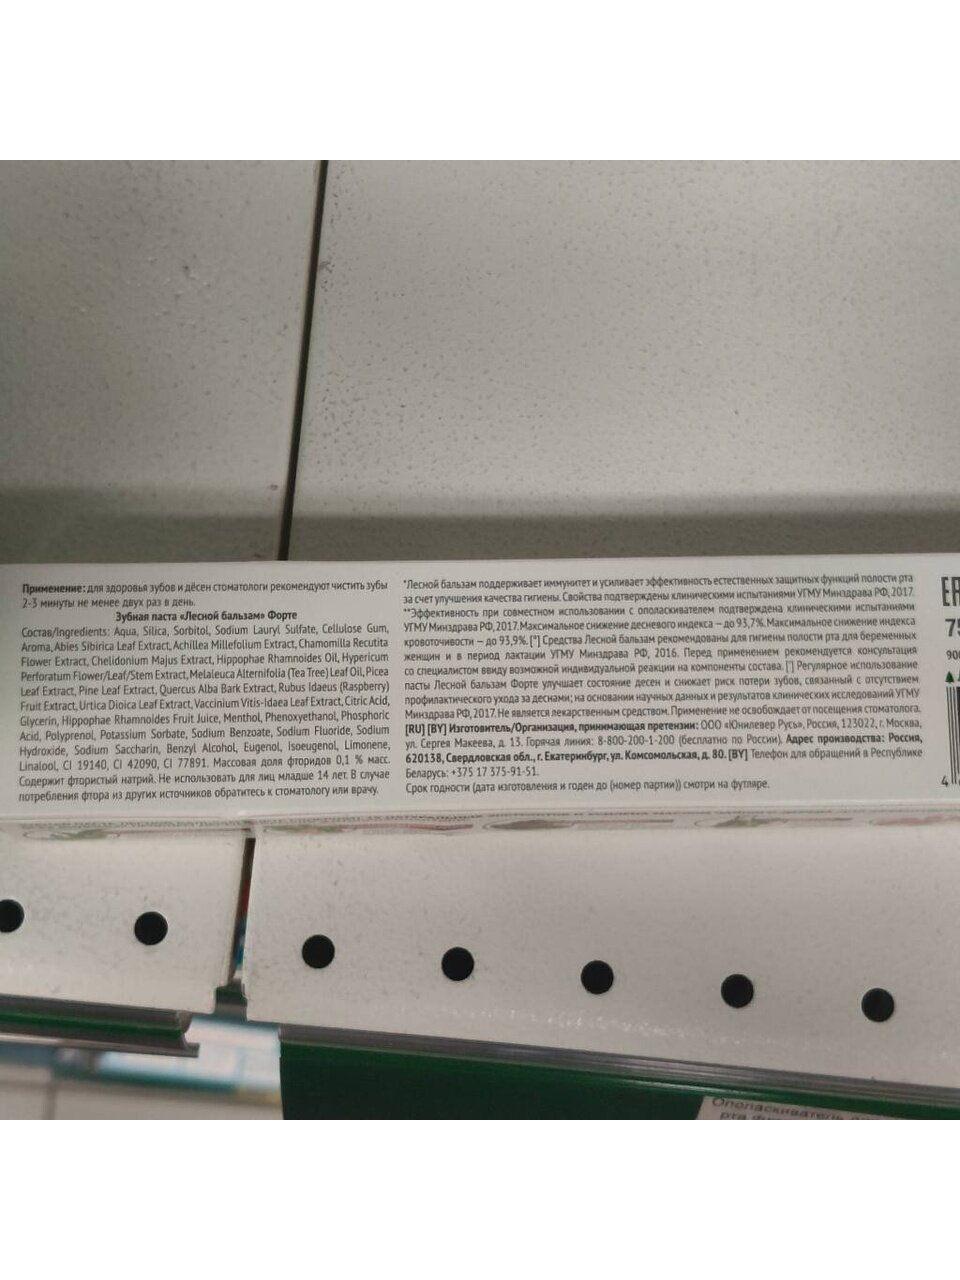 Применение: для здоровья зубов и дёсен стоматологи рекомендуют чистить зубы
2-3 минуты не менее двух раз в день.
Зубная паста «Лесной бальзам» Форте
Состав/Ingredients: Aqua, Silica, Sorbitol, Sodium Lauryl Sulfate, Cellulose Gum,
Aroma, Abies Sibirica Leaf Extract, Achillea Millefolium Extract, Chamomilla Recutita
Flower Extract, Chelidonium Majus Extract, Hippophae Rhamnoides Oil, Hypericum
Perforatum Flower/Leaf/Stem Extract, Melaleuca Alternifolia (Tea Tree) Leaf Oil, Picea
Leaf Extract, Pine Leaf Extract, Quercus Alba Bark Extract, Rubus Idaeus (Raspberry)
Fruit Extract, Urtica Dioica Leaf Extract, Vaccinium Vitis-Idaea Leaf Extract, Citric Acid,
Glycerin, Hippophae Rhamnoides Fruit Juice, Menthol, Phenoxyethanol, Phosphoric
Acid, Polyprenol, Potassium Sorbate, Sodium Benzoate, Sodium Fluoride, Sodium
Hydroxide, Sodium Saccharin, Benzyl Alcohol, Eugenol, Isoeugenol, Limonene,
Linalool, CI 19140, CI 42090, CI 77891. Массовая доля фторидов 0,1 % масс.
Содержит фтористый натрий. Не использовать для лиц младше 14 лет. В случае
потребления фтора из других источников обратитесь к стоматологу или врачу.
*Лесной бальзам поддерживает иммунитет и усиливает эффективность естественных защитных функций полости рта
за счет улучшения качества гигиены. Свойства подтверждены клиническими испытаниями УГМУ Минздрава РФ, 2017.
**Эффективность при совместном использовании с ополаскивателем подтверждена клиническими испытаниями
УГМУ Минздрава РФ, 2017. Максимальное снижение десневого индекса — до 93,7%. Максимальное снижение индекса
кровоточивости — до 93,9%. [*] Средства Лесной бальзам рекомендованы для гигиены полости рта для беременных
женщин и в период лактации УГМУ Минздрава РФ, 2016. Перед применением рекомендуется консультация
со специалистом ввиду возможной индивидуальной реакции на компоненты состава. ['] Регулярное использование
пасты Лесной бальзам Форте улучшает состояние десен и снижает риск потери зубов, связанный с отсутствием
профилактического ухода за деснами; на основании научных данных и результатов клинических исследований УГМУ
Минздрава РФ, 2017. Не является лекарственным средством. Применение не освобождает от посещения стоматолога.
[RU] [BY] Изготовитель/Организация, принимающая претензии: ООО «Юнилевер Русь», Россия, 123022, г. Москва,
ул. Сергея Макеева, д. 13. Горячая линия: 8-800-200-1-200 (бесплатно по России). Адрес производства: Россия,
620138, Свердловская обл., г. Екатеринбург, ул. Комсомольская, д. 80. [BY] Телефон для обращений в Республике
Беларусь: +375 17 375-91-51.
Срок годности (дата изготовления и годен до (номер партии)) смотри на футляре.
75
900
4
Ополаскиватель
рта